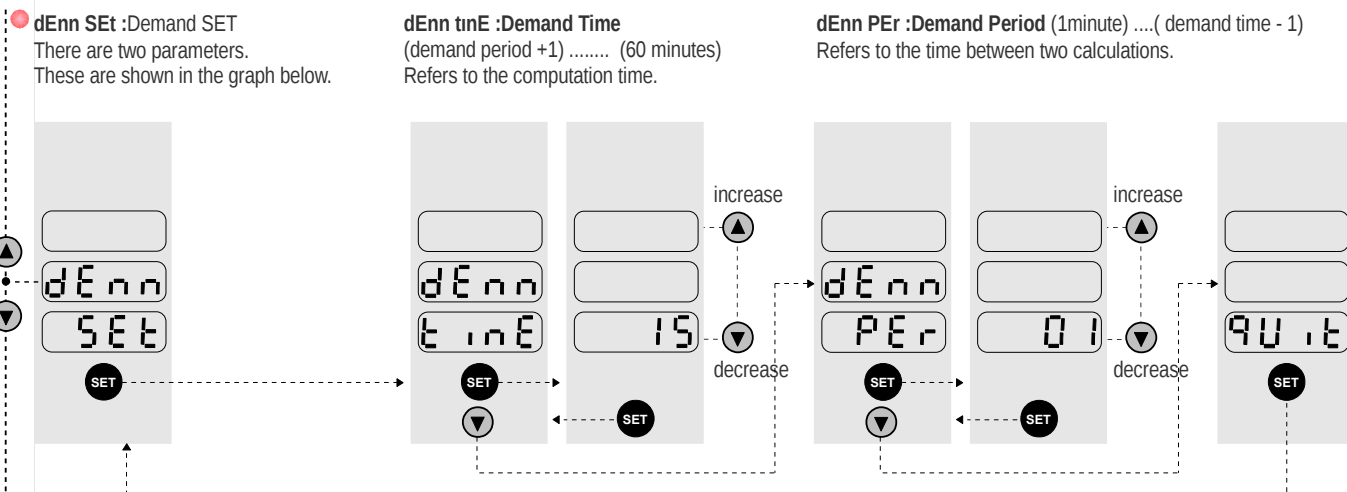 dEnn SEt :Demand SET
There are two parameters.
These are shown in the graph below.
dEnn tınE :Demand Time
(demand period +1) ........ (60 minutes)
Refers to the computation time.
dEnn PEr :Demand Period (1minute) ....( demand time - 1)
Refers to the time between two calculations.
dEnn
SEt
SET
dEnn
tınE
SET
increase
15
decrease
SET
dEnn
PEr
SET
increase
01
decrease
SET
qUıt
SET